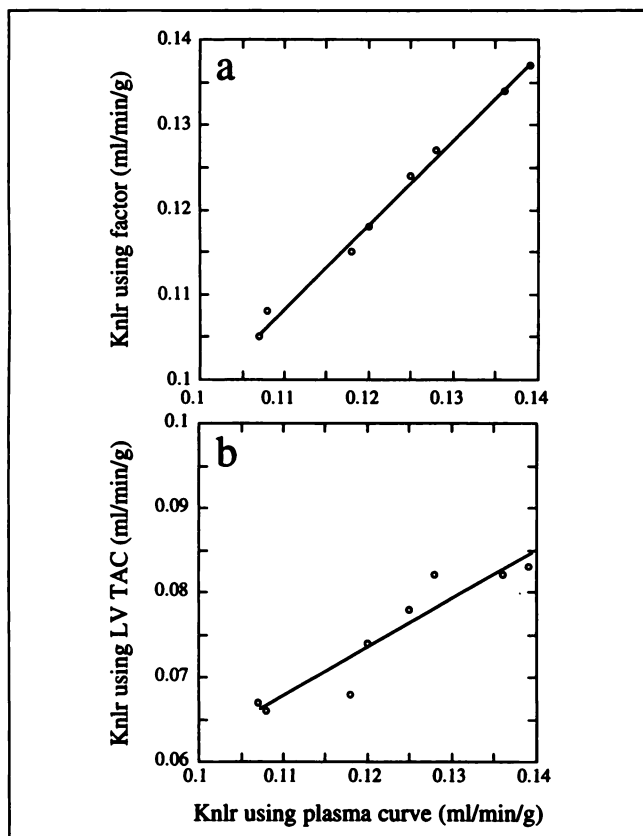 a
Knlr using factor (ml/min/g)
0.14
0.13
0.12
0.11
0.1
0.1 0.11 0.12 0.13 0.14
b
Knlr using LV TAC (ml/min/g)
0.1
0.09
0.08
0.07
0.06
0.1 0.11 0.12 0.13 0.14
Knlr using plasma curve (ml/min/g)